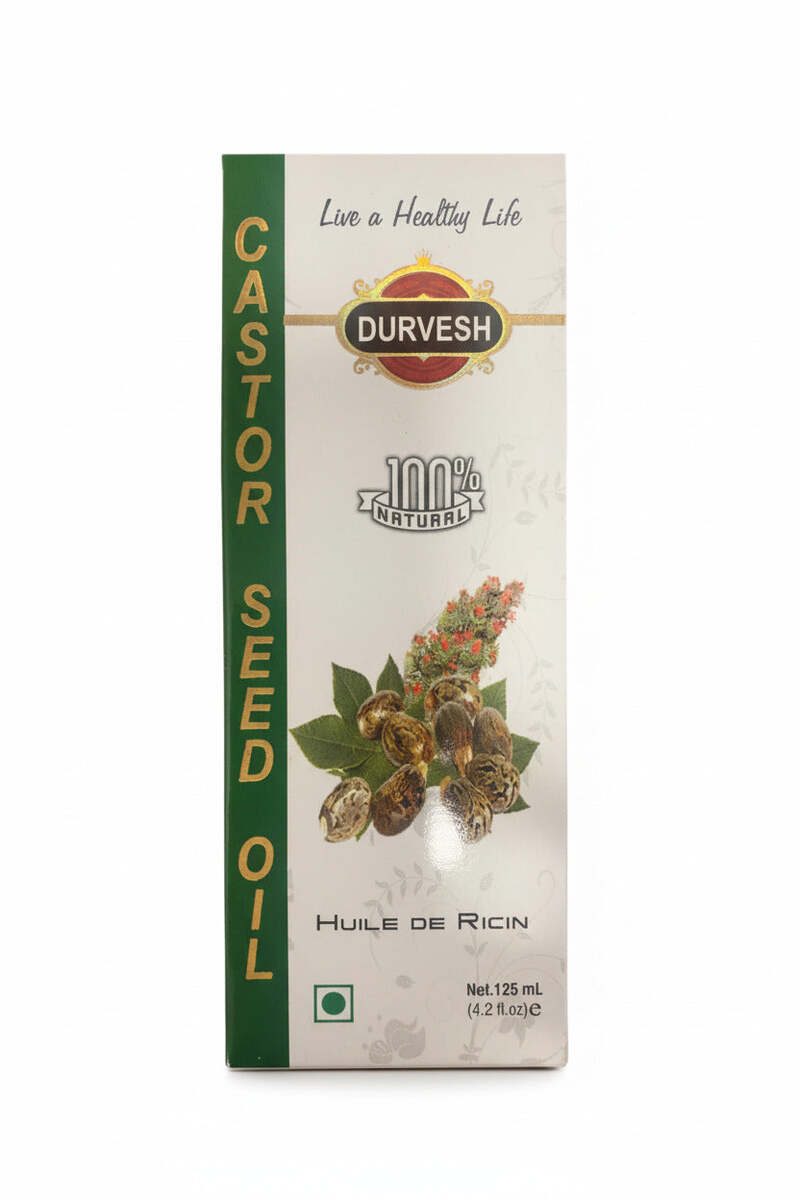 CASTOR SEED OIL
Live a Healthy Life
DURVESH
100%
NATURAL
HUILE DE RICIN
Net.125 mL
(4.2 fl.oz)e